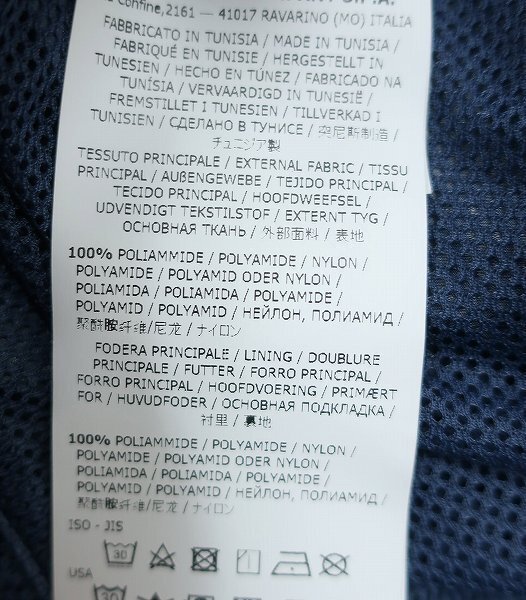 Confine,2161 — 41017 RAVARINO (MO) ITALIA
FABBRICATO IN TUNISIA / MADE IN TUNISIA /
FABRIQUÉ EN TUNISIE / HERGESTELLT IN
TUNESIEN / HECHO EN TÚNEZ / FABRICADO NA
TUNÍSIA / VERVAARDIGD IN TUNESIË /
FREMSTILLET I TUNESIEN / TILLVERKAD I
TUNISIEN / СДЕЛАНО В ТУНИСЕ / 突尼斯制造 /
チュニジア製
TESSUTO PRINCIPALE / EXTERNAL FABRIC / TISSU
PRINCIPAL / AUßENGEWEBE / TEJIDO PRINCIPAL /
TECIDO PRINCIPAL / HOOFDWEEFSEL /
UDVENDIGT TEKSTILSTOF / EXTERNT TYG /
ОСНОВНАЯ ТКАНЬ / 外部面料 / 表地
100% POLIAMMIDE / POLYAMIDE / NYLON /
POLYAMIDE / POLYAMID ODER NYLON /
POLIAMIDA / POLIAMIDA / POLYAMIDE /
POLYAMID / POLYAMID / НЕЙЛОН, ПОЛИАМИД /
聚酰胺纤维/尼龙 / ナイロン
FODERA PRINCIPALE / LINING / DOUBLURE
PRINCIPALE / FUTTER / FORRO PRINCIPAL /
FORRO PRINCIPAL / HOOFDVOERING / PRIMÆRT
FOR / HUVUDFODER / ОСНОВНАЯ ПОДКЛАДКА /
衬里 / 裏地
100% POLIAMMIDE / POLYAMIDE / NYLON /
POLYAMIDE / POLYAMID ODER NYLON /
POLIAMIDA / POLIAMIDA / POLYAMIDE /
POLYAMID / POLYAMID / НЕЙЛОН, ПОЛИАМИД /
聚酰胺纤维/尼龙 / ナイロン
ISO - JIS
30
USA
30